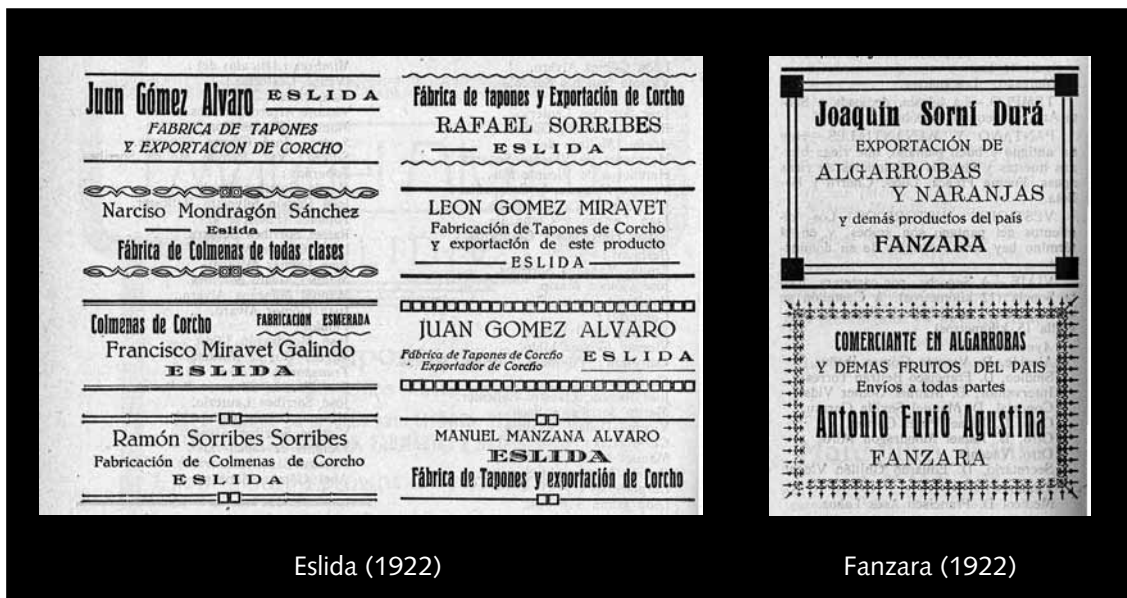 Juan Gómez Alvaro ESLIDA
FABRICA DE TAPONES
Y EXPORTACION DE CORCHO
Narciso Mondragón Sánchez
Eslida
Fábrica de Colmenas de todas clases
Colmenas de Corcho FABRICACION ESMERADA
Francisco Miravet Galindo
ESLIDA
Ramón Sorribes Sorribes
Fabricación de Colmenas de Corcho
ESLIDA
Fábrica de tapones y Exportación de Corcho
RAFAEL SORRIBES
ESLIDA
LEON GOMEZ MIRAVET
Fabricación de Tapones de Corcho
Y exportación de este producto
ESLIDA
JUAN GOMEZ ALVARO
Fábrica de Tapones de Corcho
Exportador de Corcho
ESLIDA
MANUEL MANZANA ALVARO
ESLIDA
Fábrica de Tapones y exportación de Corcho
Eslida (1922)
Joaquín Sorní Durá
EXPORTACIÓN DE
ALGARROBAS
Y NARANJAS
y demás productos del país
FANZARA
COMERCIANTE EN ALGARROBAS
Y DEMAS FRUTOS DEL PAIS
Envíos a todas partes
Antonio Furió Agustina
FANZARA
Fanzara (1922)